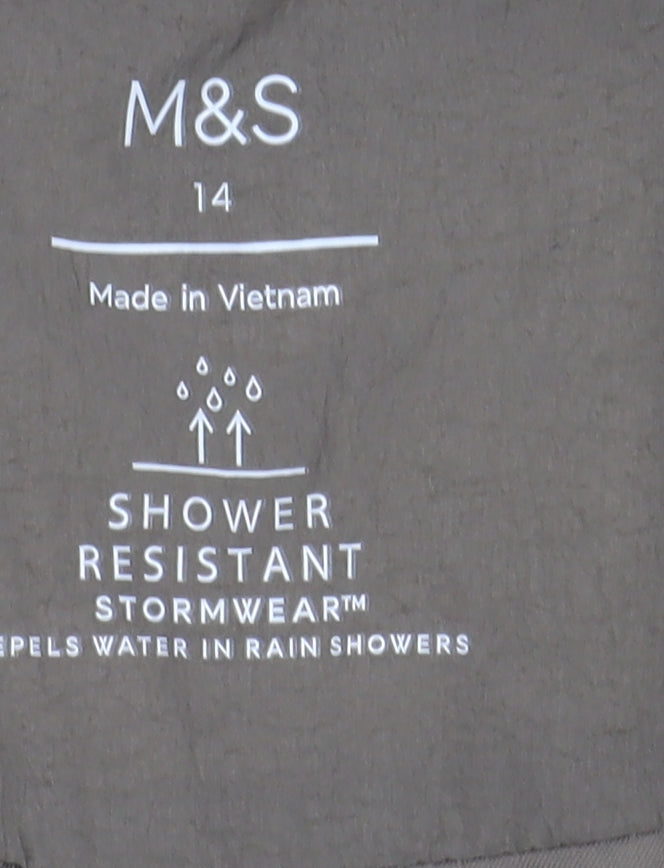 M&S
14
Made in Vietnam
SHOWER
RESISTANT
STORMWEAR™
WATER IN RAIN SHOWERS